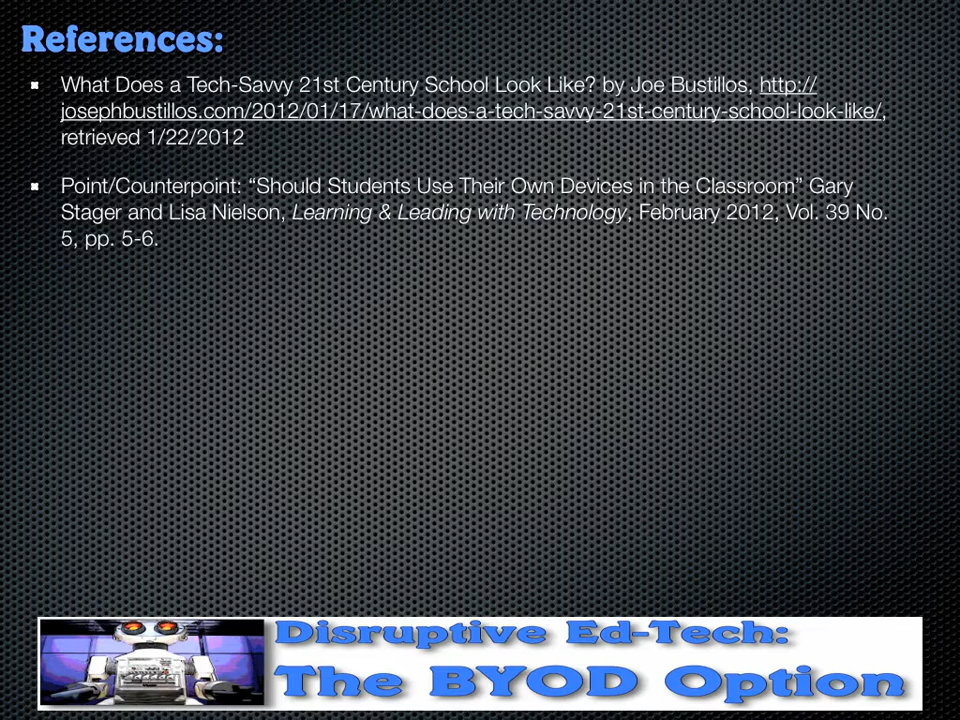 References:
What Does a Tech-Savvy 21st Century School Look Like? by Joe Bustillos, http://
josephbustillos.com/2012/01/17/what-does-a-tech-savvy-21st-century-school-look-like/,
retrieved 1/22/2012
Point/Counterpoint: “Should Students Use Their Own Devices in the Classroom” Gary
Stager and Lisa Nielson, Learning & Leading with Technology, February 2012, Vol. 39 No.
5, pp. 5-6.
Disruptive Ed-Tech:
The BYOD Option